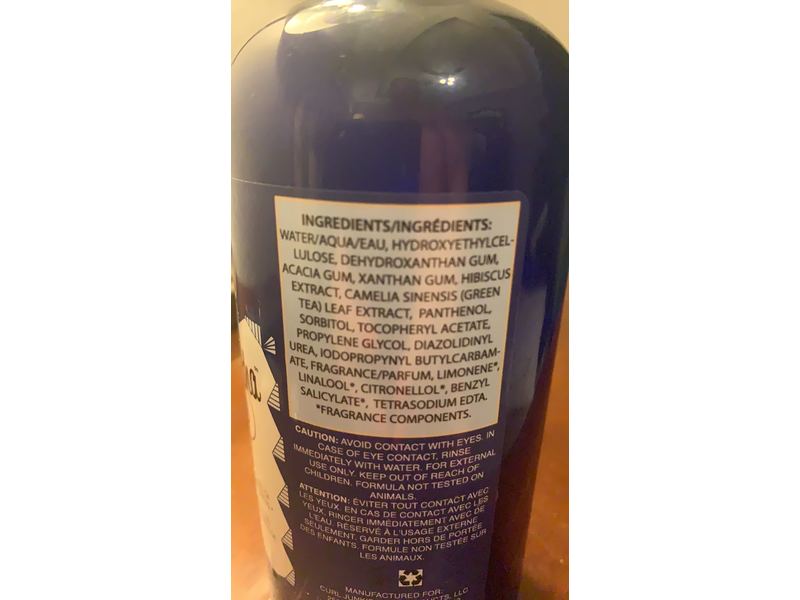 INGREDIENTS/INGRÉDIENTS:
WATER/AQUA/EAU, HYDROXYETHYLCEL-
LULOSE, DEHYDROXANTHAN GUM,
ACACIA GUM, XANTHAN GUM, HIBISCUS
EXTRACT, CAMELIA SINENSIS (GREEN
TEA) LEAF EXTRACT, PANTHENOL,
SORBITOL, TOCOPHERYL ACETATE,
PROPYLENE GLYCOL, DIAZOLIDINYL
UREA, IODOPROPYNYL BUTYLCARBAM-
ATE, FRAGRANCE/PARFUM, LIMONENE*,
LINALOOL*, CITRONELLOL*, BENZYL
SALICYLATE*, TETRASODIUM EDTA.
*FRAGRANCE COMPONENTS.
CAUTION: AVOID CONTACT WITH EYES. IN
CASE OF EYE CONTACT, RINSE
IMMEDIATELY WITH WATER. FOR EXTERNAL
USE ONLY. KEEP OUT OF REACH OF
CHILDREN. FORMULA NOT TESTED ON
ANIMALS.
ATTENTION: ÉVITER TOUT CONTACT AVEC
LES YEUX. EN CAS DE CONTACT AVEC LES
YEUX, RINCER IMMÉDIATEMENT AVEC DE
L'EAU. RÉSERVÉ À L'USAGE EXTERNE
SEULEMENT. GARDER HORS DE PORTÉE
DES ENFANTS. FORMULE NON TESTÉE SUR
LES ANIMAUX.
MANUFACTURED FOR:
CURL LLC